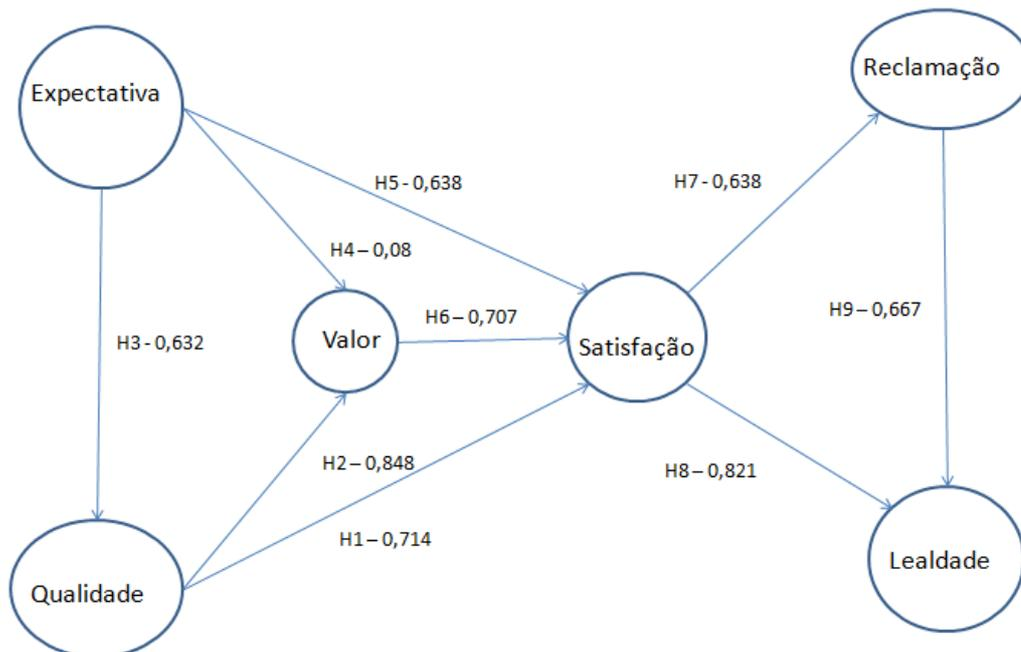 Expectativa
Reclamação
H5 - 0,638
H7 - 0,638
H4 – 0,08
H6 – 0,707
H9 – 0,667
H3 - 0,632
Valor
Satisfação
H2 – 0,848
H8 – 0,821
H1 – 0,714
Qualidade
Lealdade